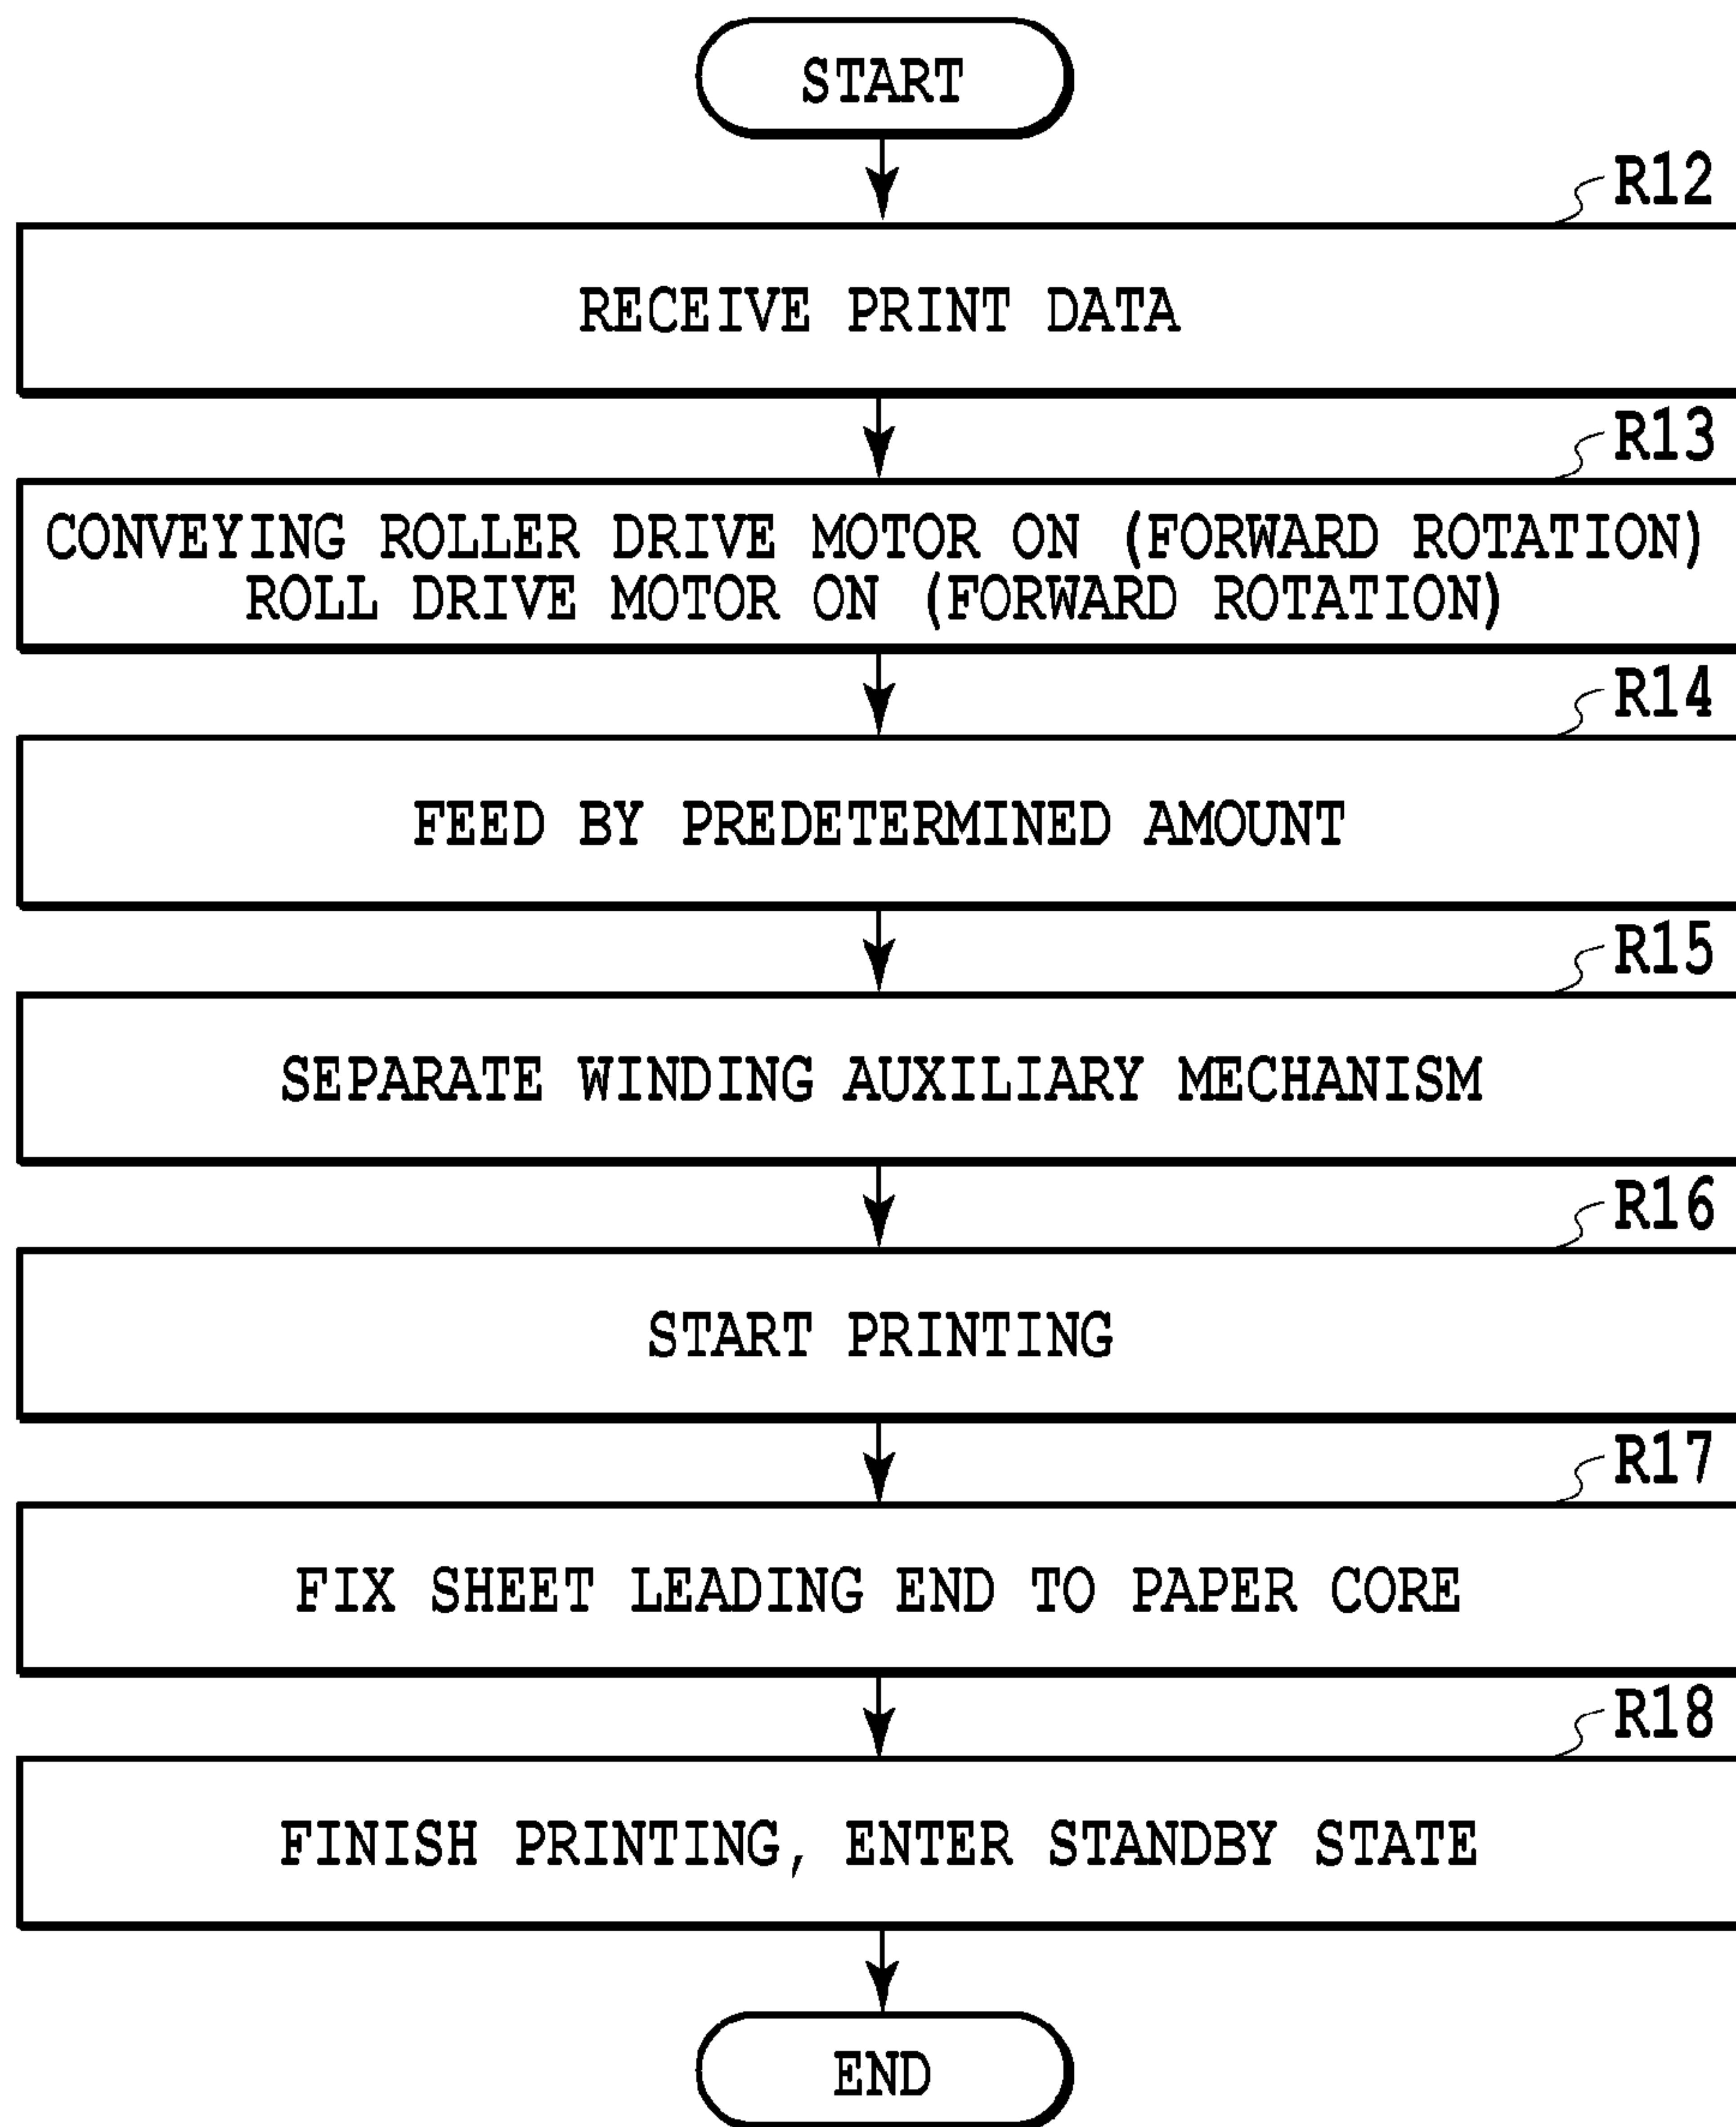 START
R12
RECEIVE PRINT DATA
R13
CONVEYING ROLLER DRIVE MOTOR ON (FORWARD ROTATION)
ROLL DRIVE MOTOR ON (FORWARD ROTATION)
R14
FEED BY PREDETERMINED AMOUNT
R15
SEPARATE WINDING AUXILIARY MECHANISM
R16
START PRINTING
R17
FIX SHEET LEADING END TO PAPER CORE
R18
FINISH PRINTING, ENTER STANDBY STATE
END